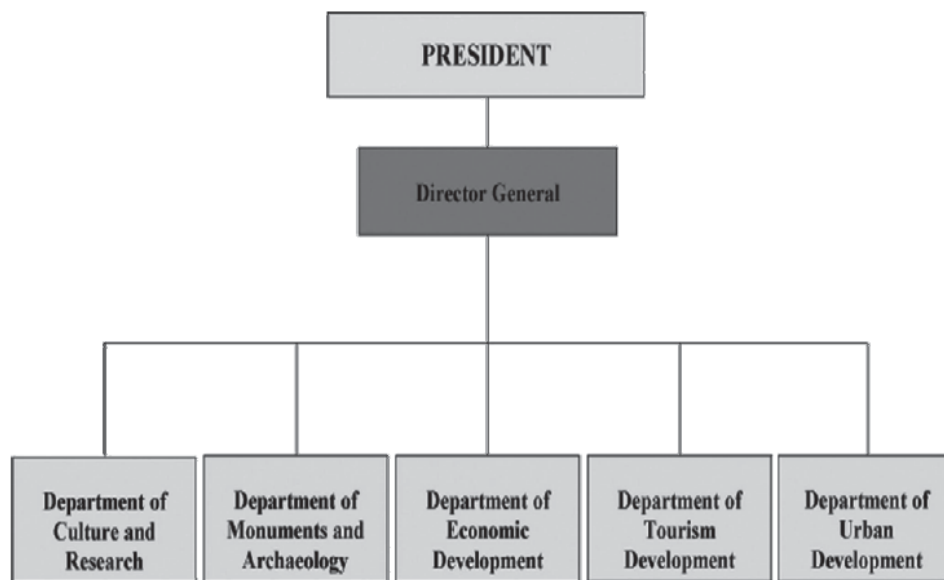 PRESIDENT
Director General
Department of
Culture and
Research
Department of
Monuments and
Archaeology
Department of
Economic
Development
Department of
Tourism
Development
Department of
Urban
Development